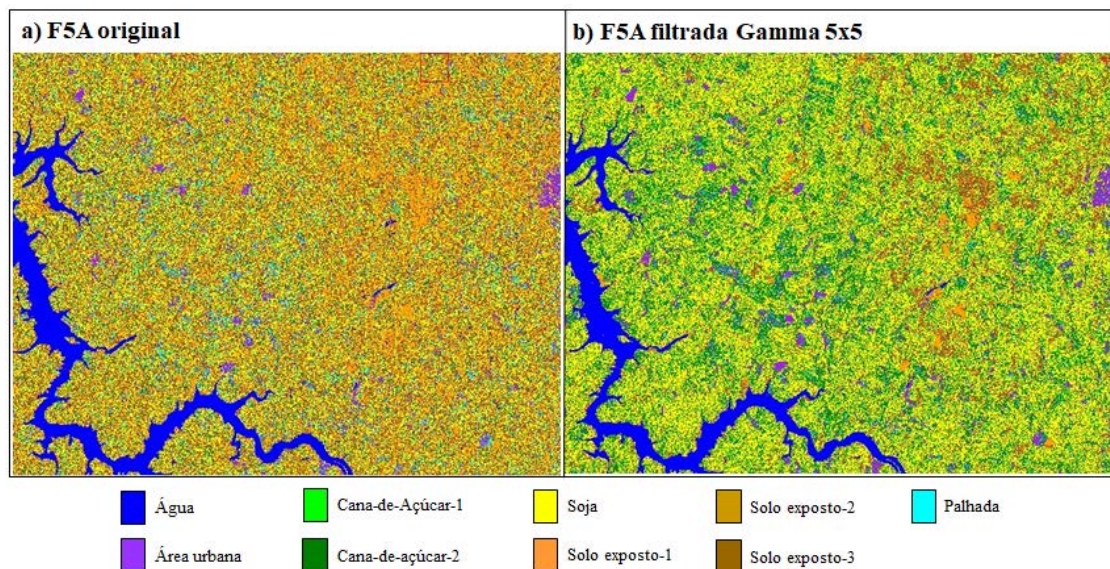 a) F5A original
b) F5A filtrada Gamma 5x5
Água
Cana-de-Açúcar-1
Soja
Solo exposto-2
Palhada
Área urbana
Cana-de-açúcar-2
Solo exposto-1
Solo exposto-3